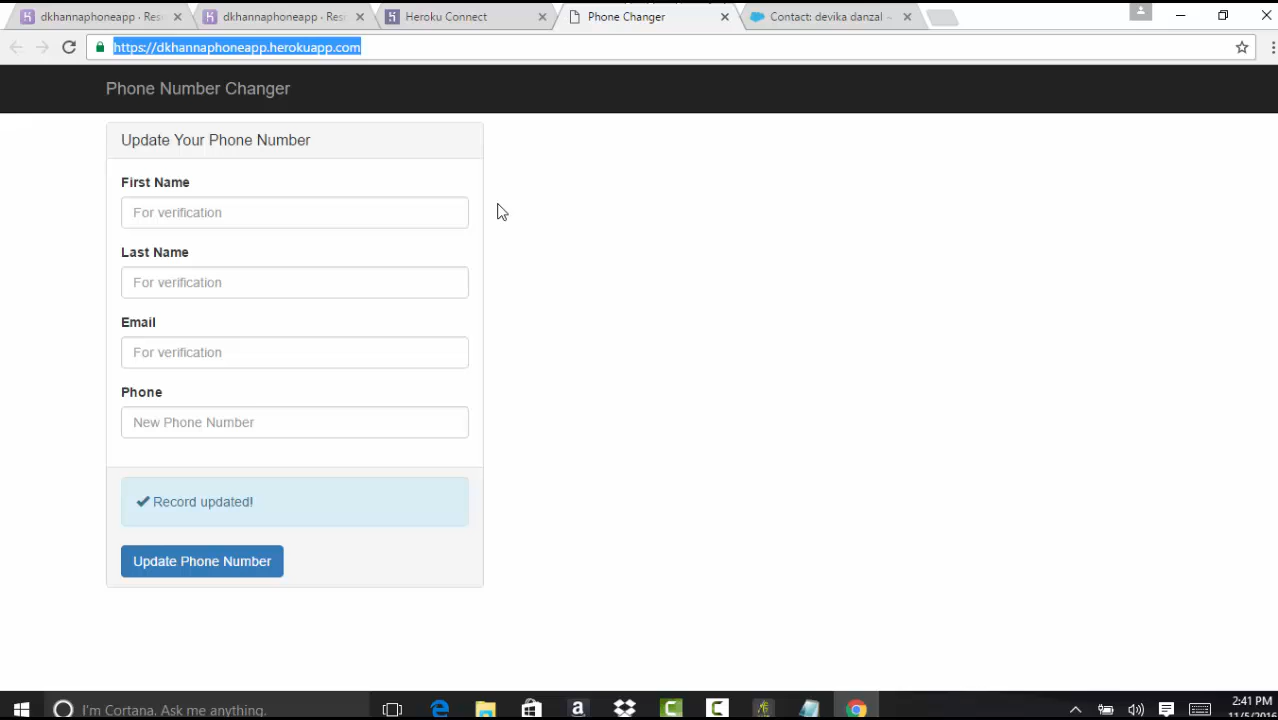 dkhannaphoneapp · Res
dkhannaphoneapp · Res
Heroku Connect
Phone Changer
Contact: devika danzal ~
https://dkhannaphoneapp.herokuapp.com
Phone Number Changer
Update Your Phone Number
First Name
For verification
Last Name
For verification
Email
For verification
Phone
New Phone Number
Record updated!
Update Phone Number
I'm Cortana. Ask me anything.
2:41 PM